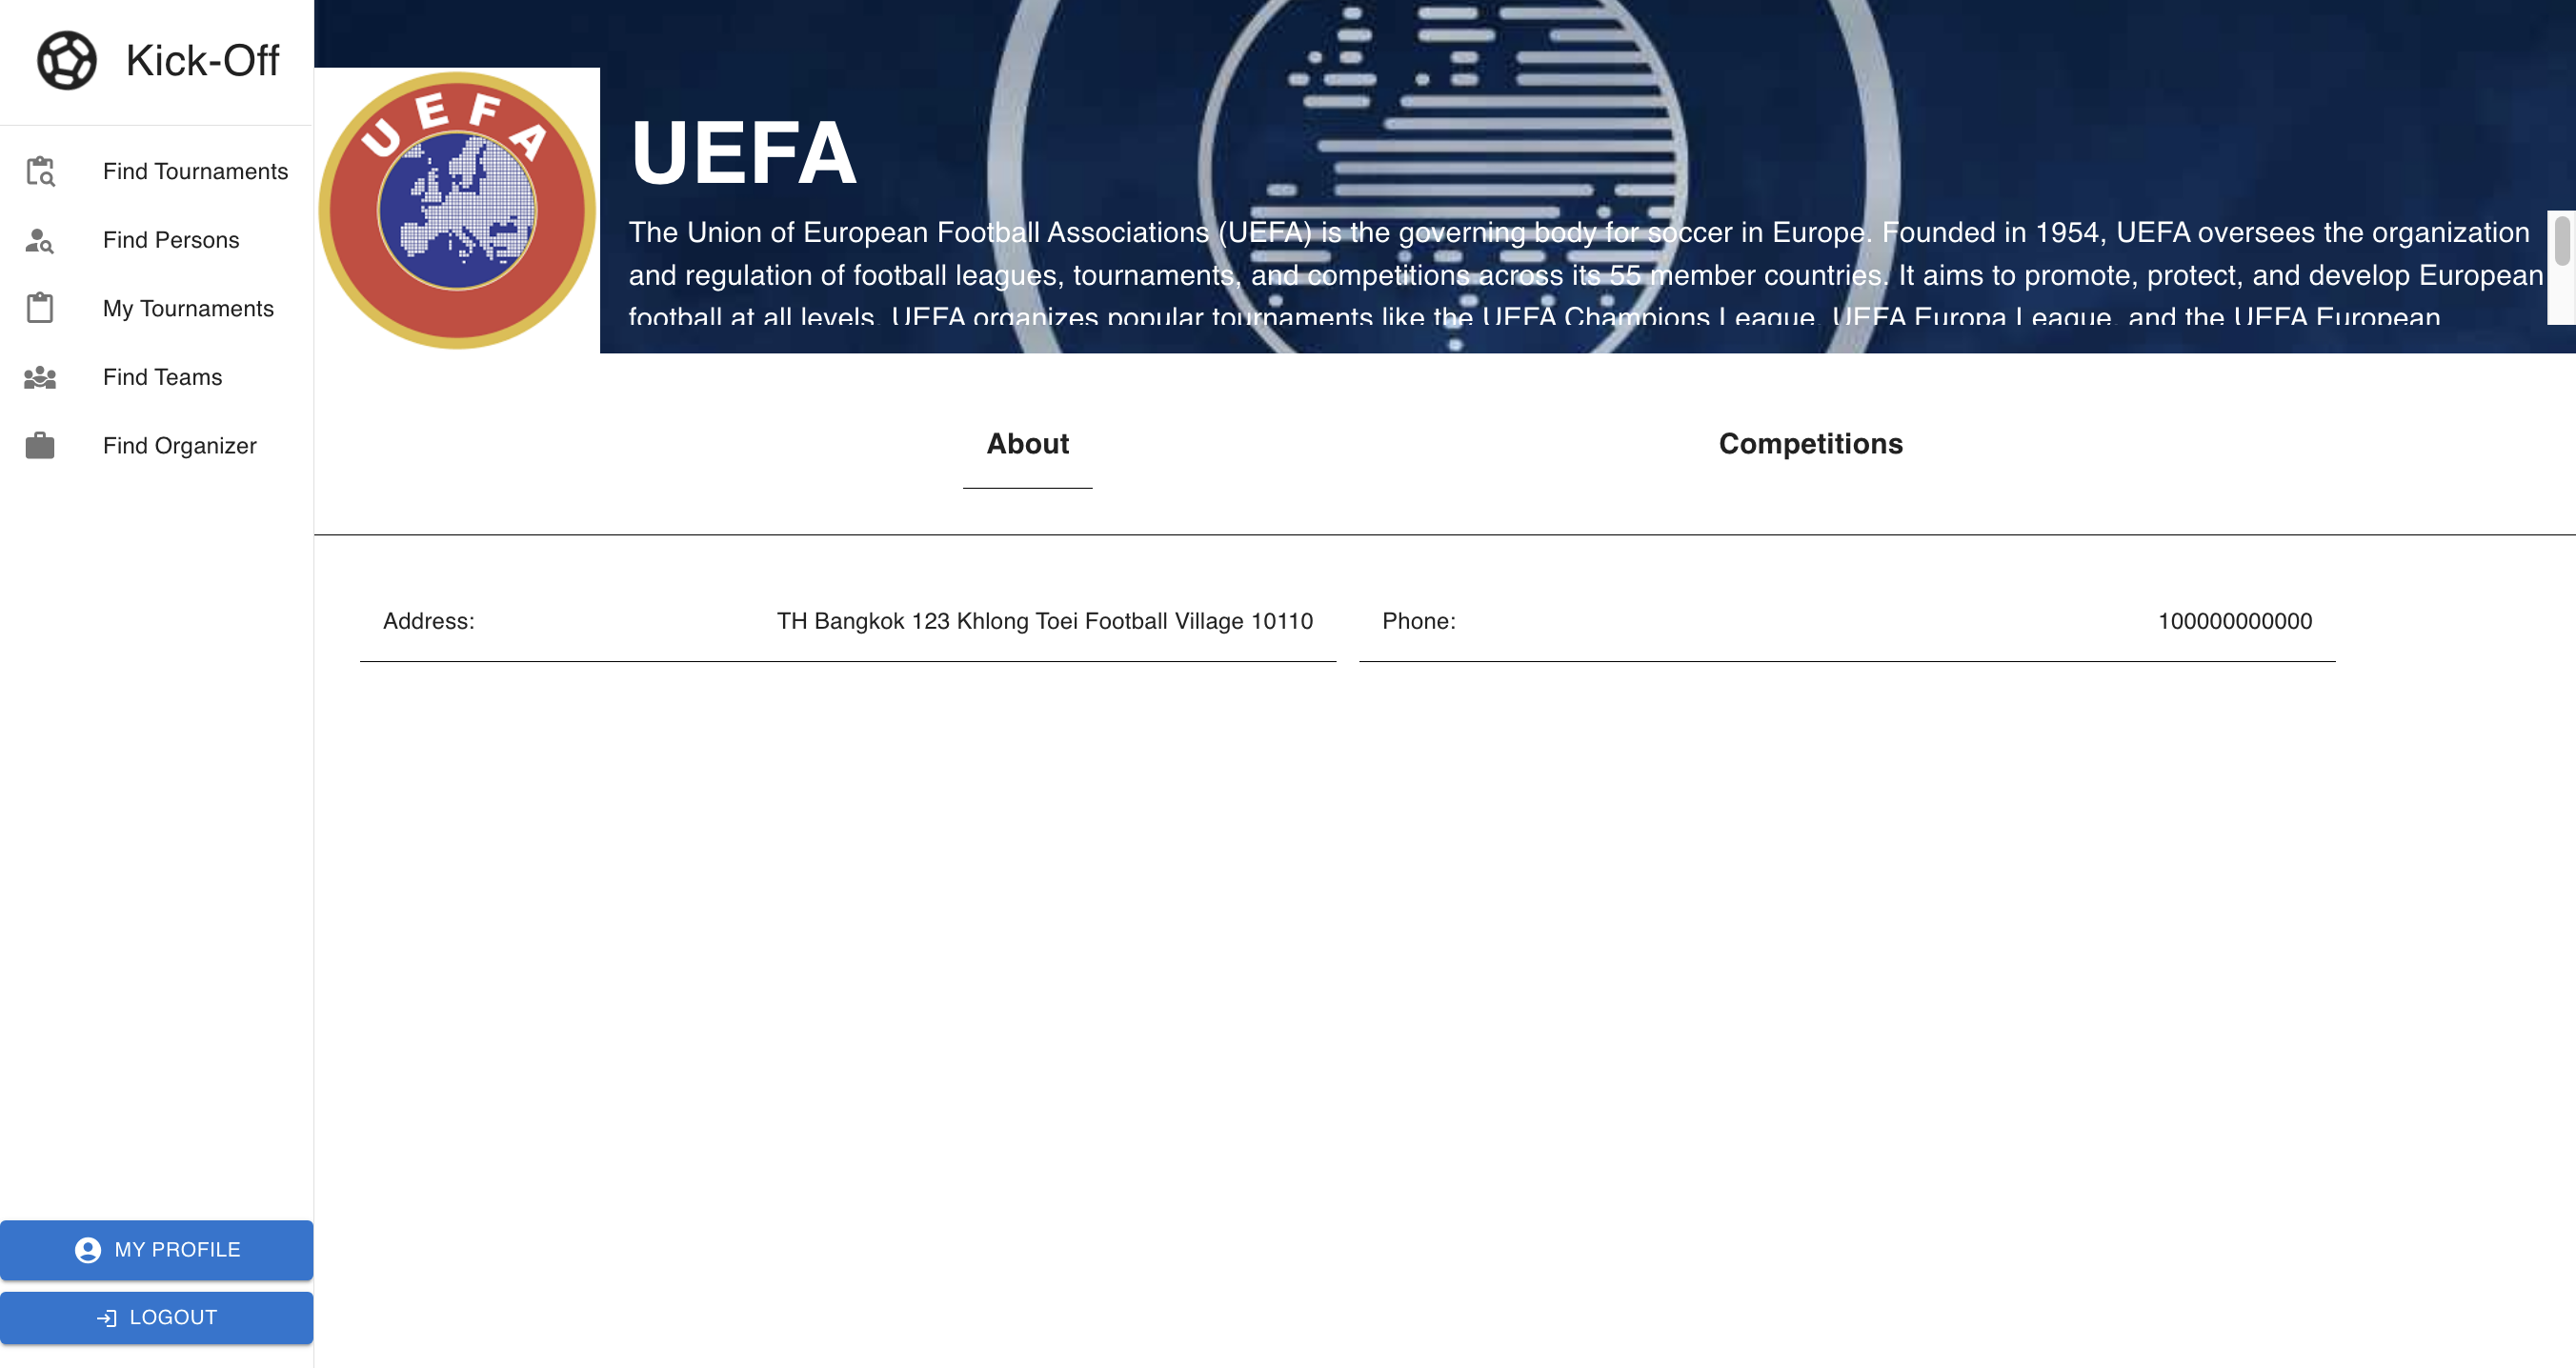 Kick-Off
Find Tournaments
Find Persons
My Tournaments
Find Teams
Find Organizer
MY PROFILE
LOGOUT
UEFA
UEFA
The Union of European Football Associations (UEFA) is the governing body for soccer in Europe. Founded in 1954, UEFA oversees the organization
and regulation of football leagues, tournaments, and competitions across its 55 member countries. It aims to promote, protect, and develop European
football at all levels. UEFA organizes popular tournaments like the UEFA Champions League, UEFA Europa League, and the UEFA European
About
Competitions
Address:
TH Bangkok 123 Khlong Toei Football Village 10110
Phone:
100000000000